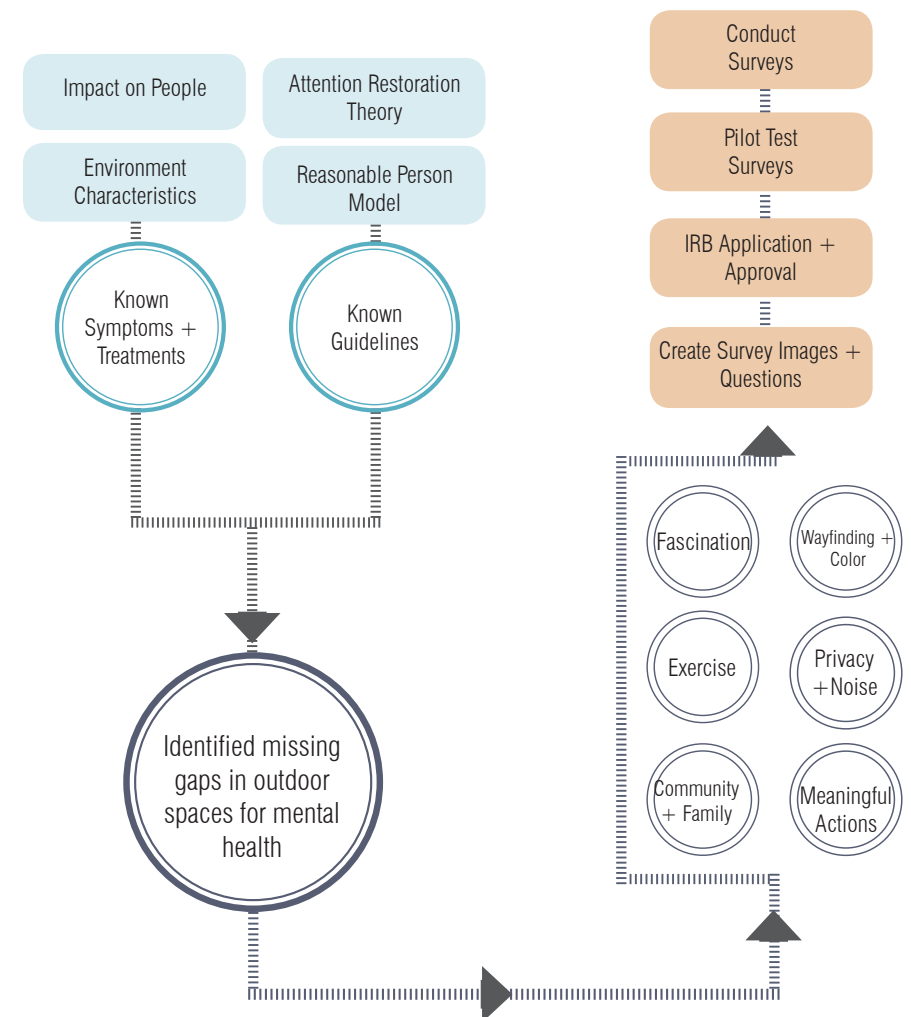 Impact on People
Attention Restoration
Theory
Environment
Characteristics
Reasonable Person
Model
Known
Symptoms +
Treatments
Known
Guidelines
Identified missing
gaps in outdoor
spaces for mental
health
Conduct
Surveys
Pilot Test
Surveys
IRB Application +
Approval
Create Survey Images +
Questions
Fascination
Wayfinding +
Color
Exercise
Privacy
+Noise
Community
+ Family
Meaningful
Actions